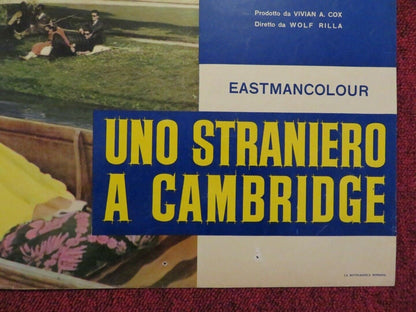 Prodotto da VIVIAN A. COX
Diretto da WOLF RILLA
EASTMANCOLOUR
UNO STRANIERO
A CAMBRIDGE